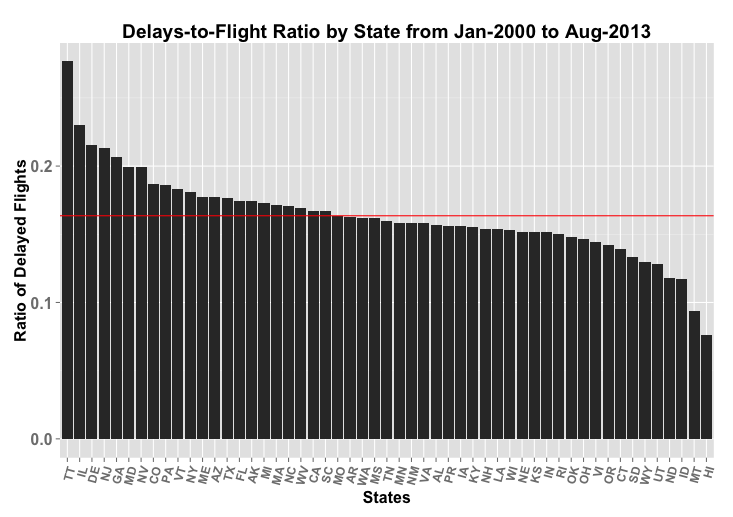 Delays-to-Flight Ratio by State from Jan-2000 to Aug-2013
Ratio of Delayed Flights
0.2
0.1
0.0
TT IL DE NJ GA MD NV CO PA VT NY ME AZ TX FL AK MI MA NC WV CA SC MO AR WA MS TN MN NM VA AL PR IA KY NH LA WI NE KS IN RI OK OH VI OR CT SD WY UT ND ID MT HI
States